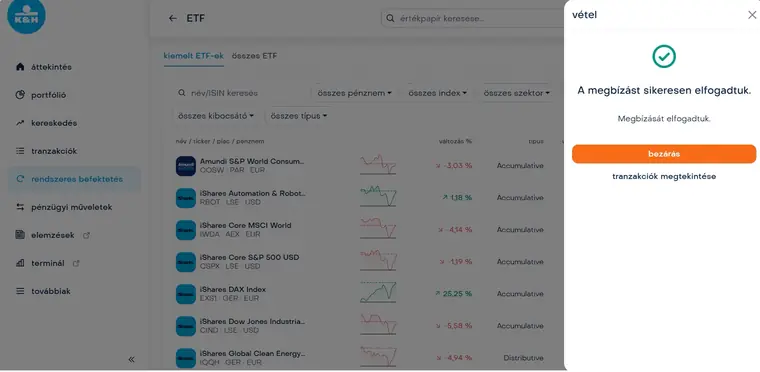 K&H
áttekintés
portfólió
kereskedés
tranzakciók
rendszeres befektetés
pénzügyi műveletek
elemzések
terminál
továbbiak
«
← ETF
értékpapír keresése...
kiemelt ETF-ek összes ETF
név/ISIN keresés összes pénznem összes index összes szektor
összes kibocsátó összes típus
név / ticker / piac / pénznem változás % típus
Amundi S&P World Consum...
PAR EUR
-3,03 % Accumulative
iShares Automation & Robot...
RBOT LSE USD
1,18 % Accumulative
iShares Core MSCI World
IWDA AEX EUR
-4,14 % Accumulative
iShares Core S&P 500 USD
CSPX LSE USD
-1,19 % Accumulative
iShares DAX Index
EXS1 GER EUR
25,25 % Accumulative
iShares Dow Jones Industria...
CIND LSE USD
-5,58 % Accumulative
iShares Global Clean Energy...
IQQH GER EUR
-4,94 % Distributive
vétel
A megbízást sikeresen elfogadtuk.
Megbízását elfogadtuk.
bezárás
tranzakciók megtekintése